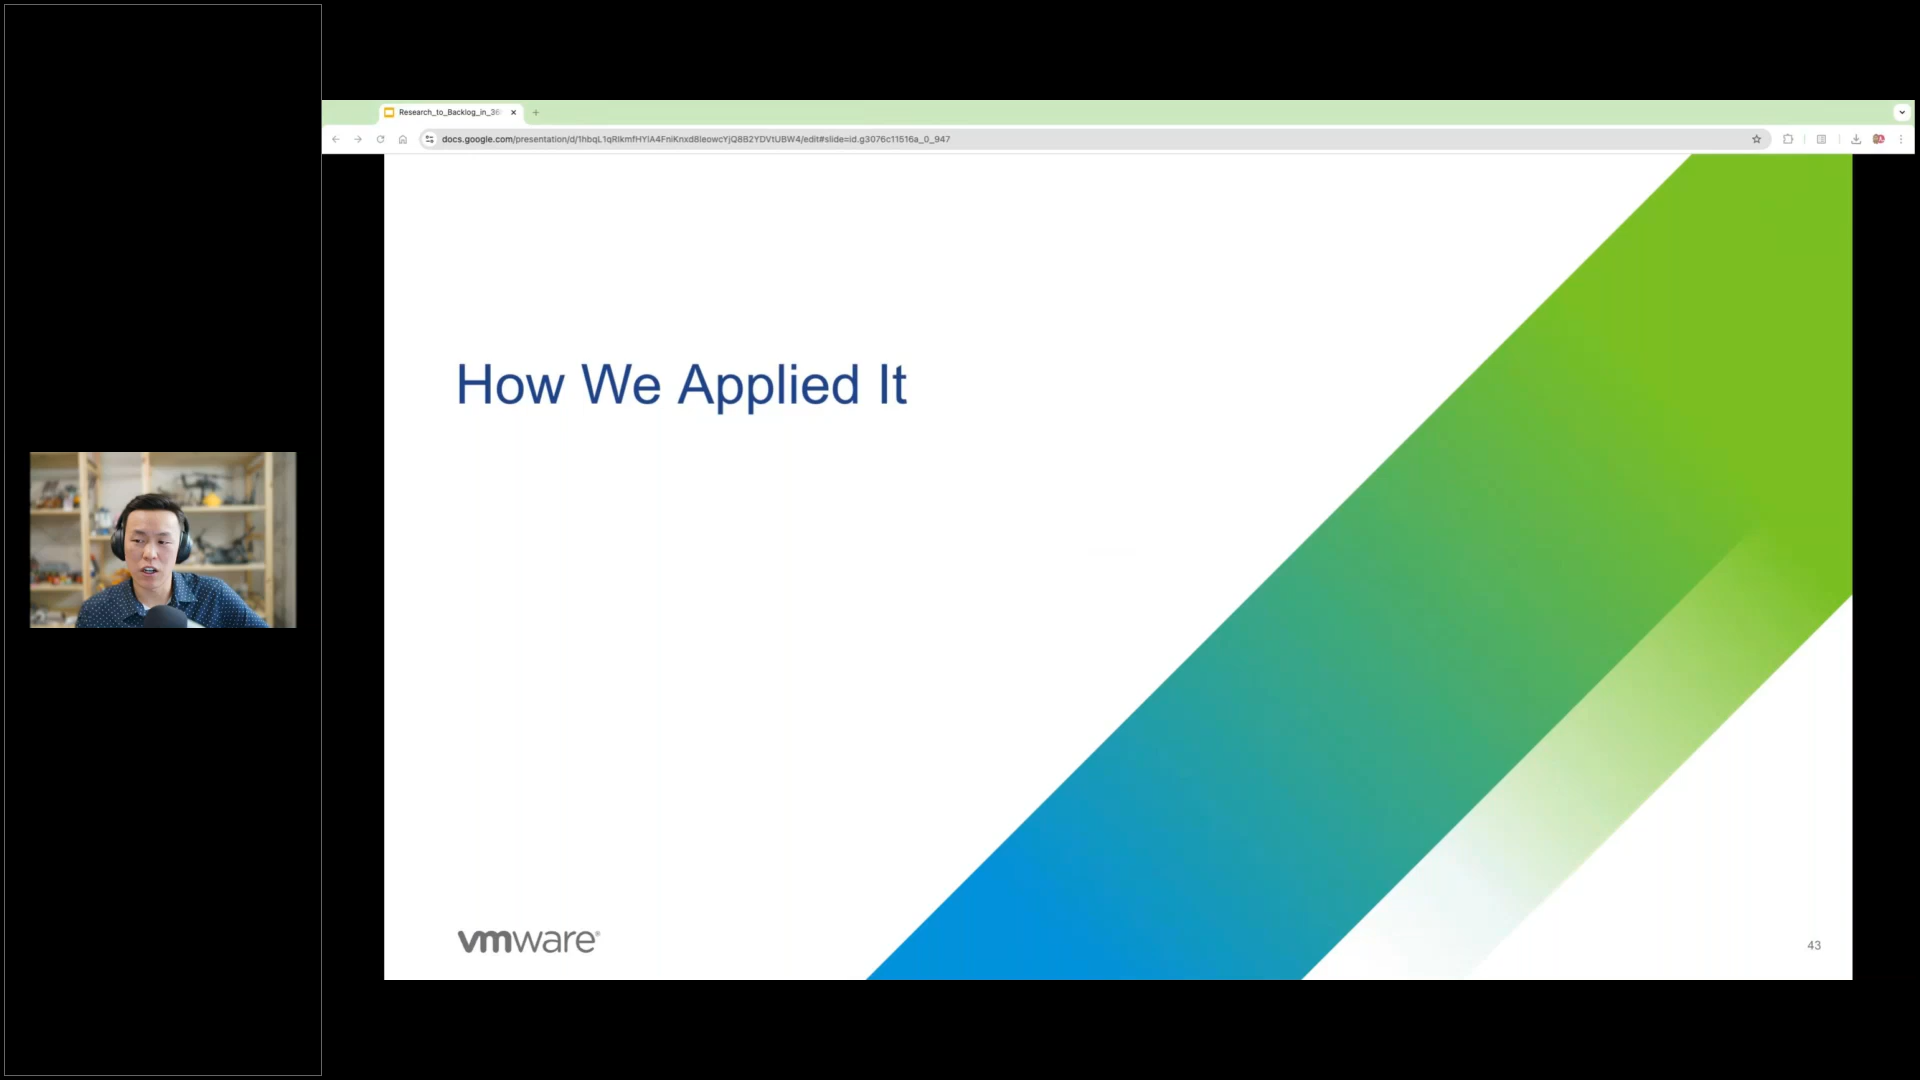 Research_to_Backlog_in_36
docs.google.com/presentation/d/1hbqL1qRlkmfHYlA4FniKnxd8leowcYjQ8B2YDVtUBW4/edit#slide=id.g3076c11516a_0_947
How We Applied It
vmware®
43